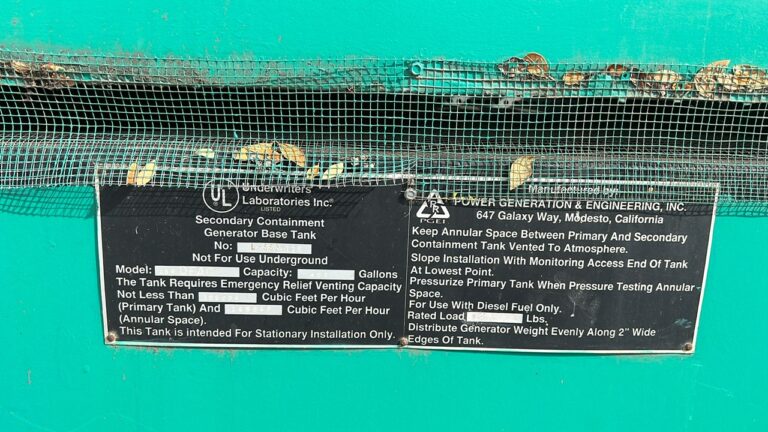 UL
Underwriters
Laboratories Inc.
LISTED
Secondary Containment
Generator Base Tank
No:
Not For Use Underground
Model: Capacity: Gallons
The Tank Requires Emergency Relief Venting Capacity
Not Less Than Cubic Feet Per Hour
(Primary Tank) And Cubic Feet Per Hour
(Annular Space).
This Tank is Intended For Stationary Installation Only.
Manufactured by:
POWER GENERATION & ENGINEERING, INC.
647 Galaxy Way, Modesto, California
PGEI
Keep Annular Space Between Primary And Secondary
Containment Tank Vented To Atmosphere.
Slope Installation With Monitoring Access End Of Tank
At Lowest Point.
Pressurize Primary Tank When Pressure Testing Annular
Space.
For Use With Diesel Fuel Only.
Rated Load Lbs.
Distribute Generator Weight Evenly Along 2" Wide
Edges Of Tank.